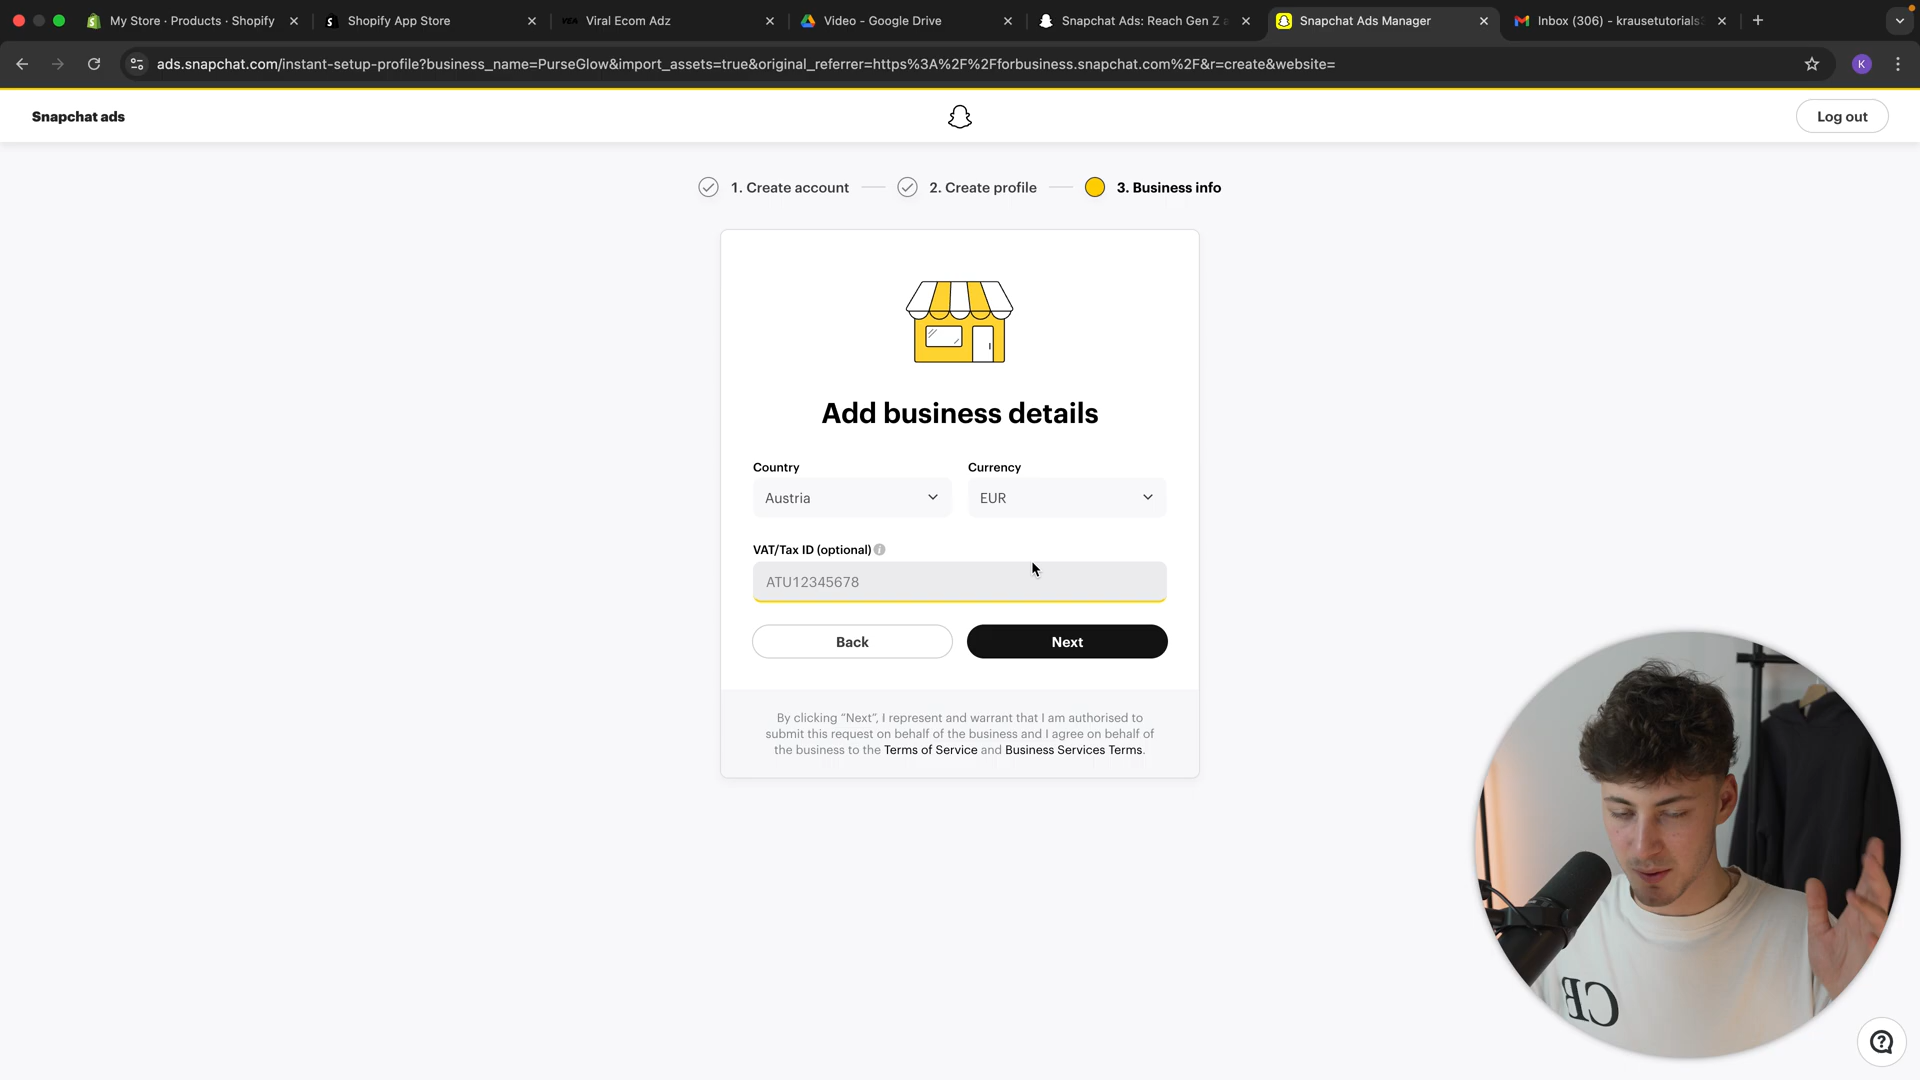 My Store · Products · Shopify
Shopify App Store
Viral Ecom Adz
Video - Google Drive
Snapchat Ads: Reach Gen Z a
Snapchat Ads Manager
Inbox (306) - krausetutorials
ads.snapchat.com/instant-setup-profile?business_name=PurseGlow&import_assets=true&original_referrer=https%3A%2F%2Fforbusiness.snapchat.com%2F&r=create&website=
K
Snapchat ads
Log out
1. Create account
2. Create profile
3. Business info
Add business details
Country
Currency
Austria
EUR
VAT/Tax ID (optional)
ATU12345678
Back
Next
By clicking “Next”, I represent and warrant that I am authorised to
submit this request on behalf of the business and I agree on behalf of
the business to the Terms of Service and Business Services Terms.